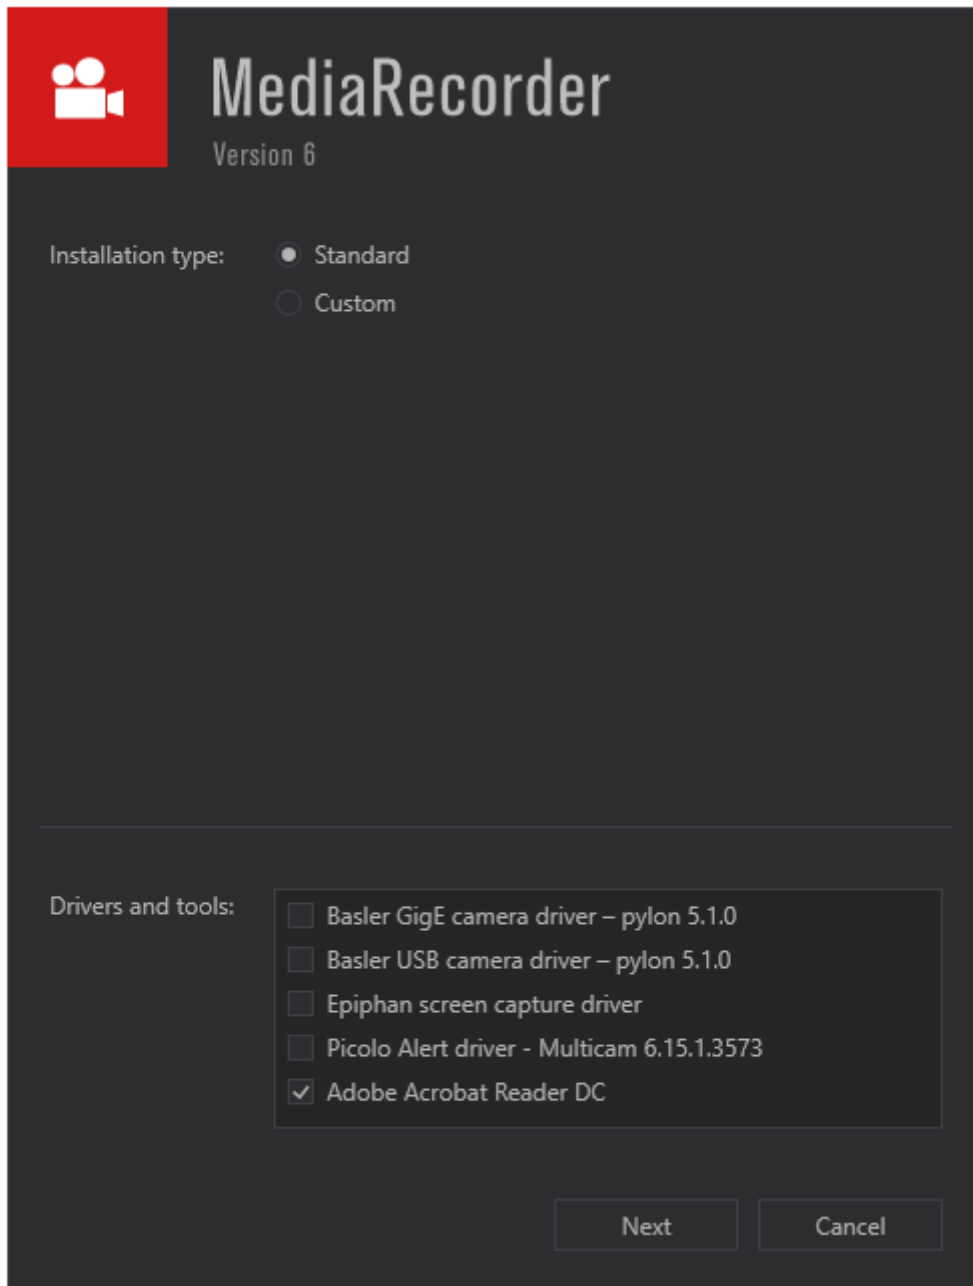 MediaRecorder
Version 6
Installation type:
Standard
Custom
Drivers and tools:
Basler GigE camera driver – pylon 5.1.0
Basler USB camera driver – pylon 5.1.0
Epiphan screen capture driver
Picolo Alert driver - Multicam 6.15.1.3573
Adobe Acrobat Reader DC
Next
Cancel